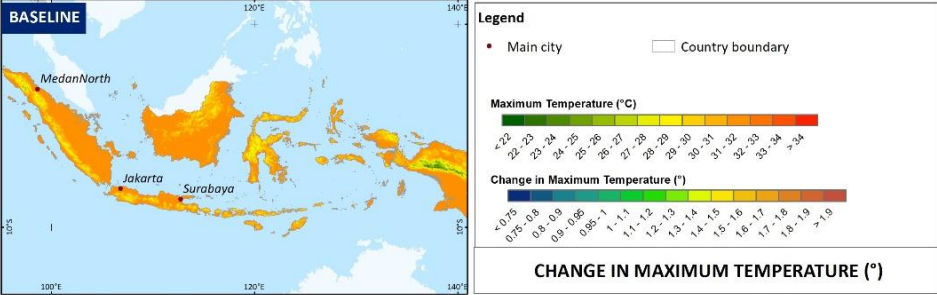 BASELINE
120°E
140°E
MedanNorth
Jakarta
Surabaya
10°S
10°S
100°E
120°E
140°E
Legend
Main city
Country boundary
Maximum Temperature (°C)
< 22
22 - 23
23 - 24
24 - 25
25 - 26
26 - 27
27 - 28
28 - 29
29 - 30
30 - 31
31 - 32
32 - 33
33 - 34
> 34
Change in Maximum Temperature (°)
< 0.75
0.75 - 0.8
0.8 - 0.9
0.9 - 0.95
0.95 - 1
1 - 1.1
1.1 - 1.2
1.2 - 1.3
1.3 - 1.4
1.4 - 1.5
1.5 - 1.6
1.6 - 1.7
1.7 - 1.8
1.8 - 1.9
> 1.9
CHANGE IN MAXIMUM TEMPERATURE (°)